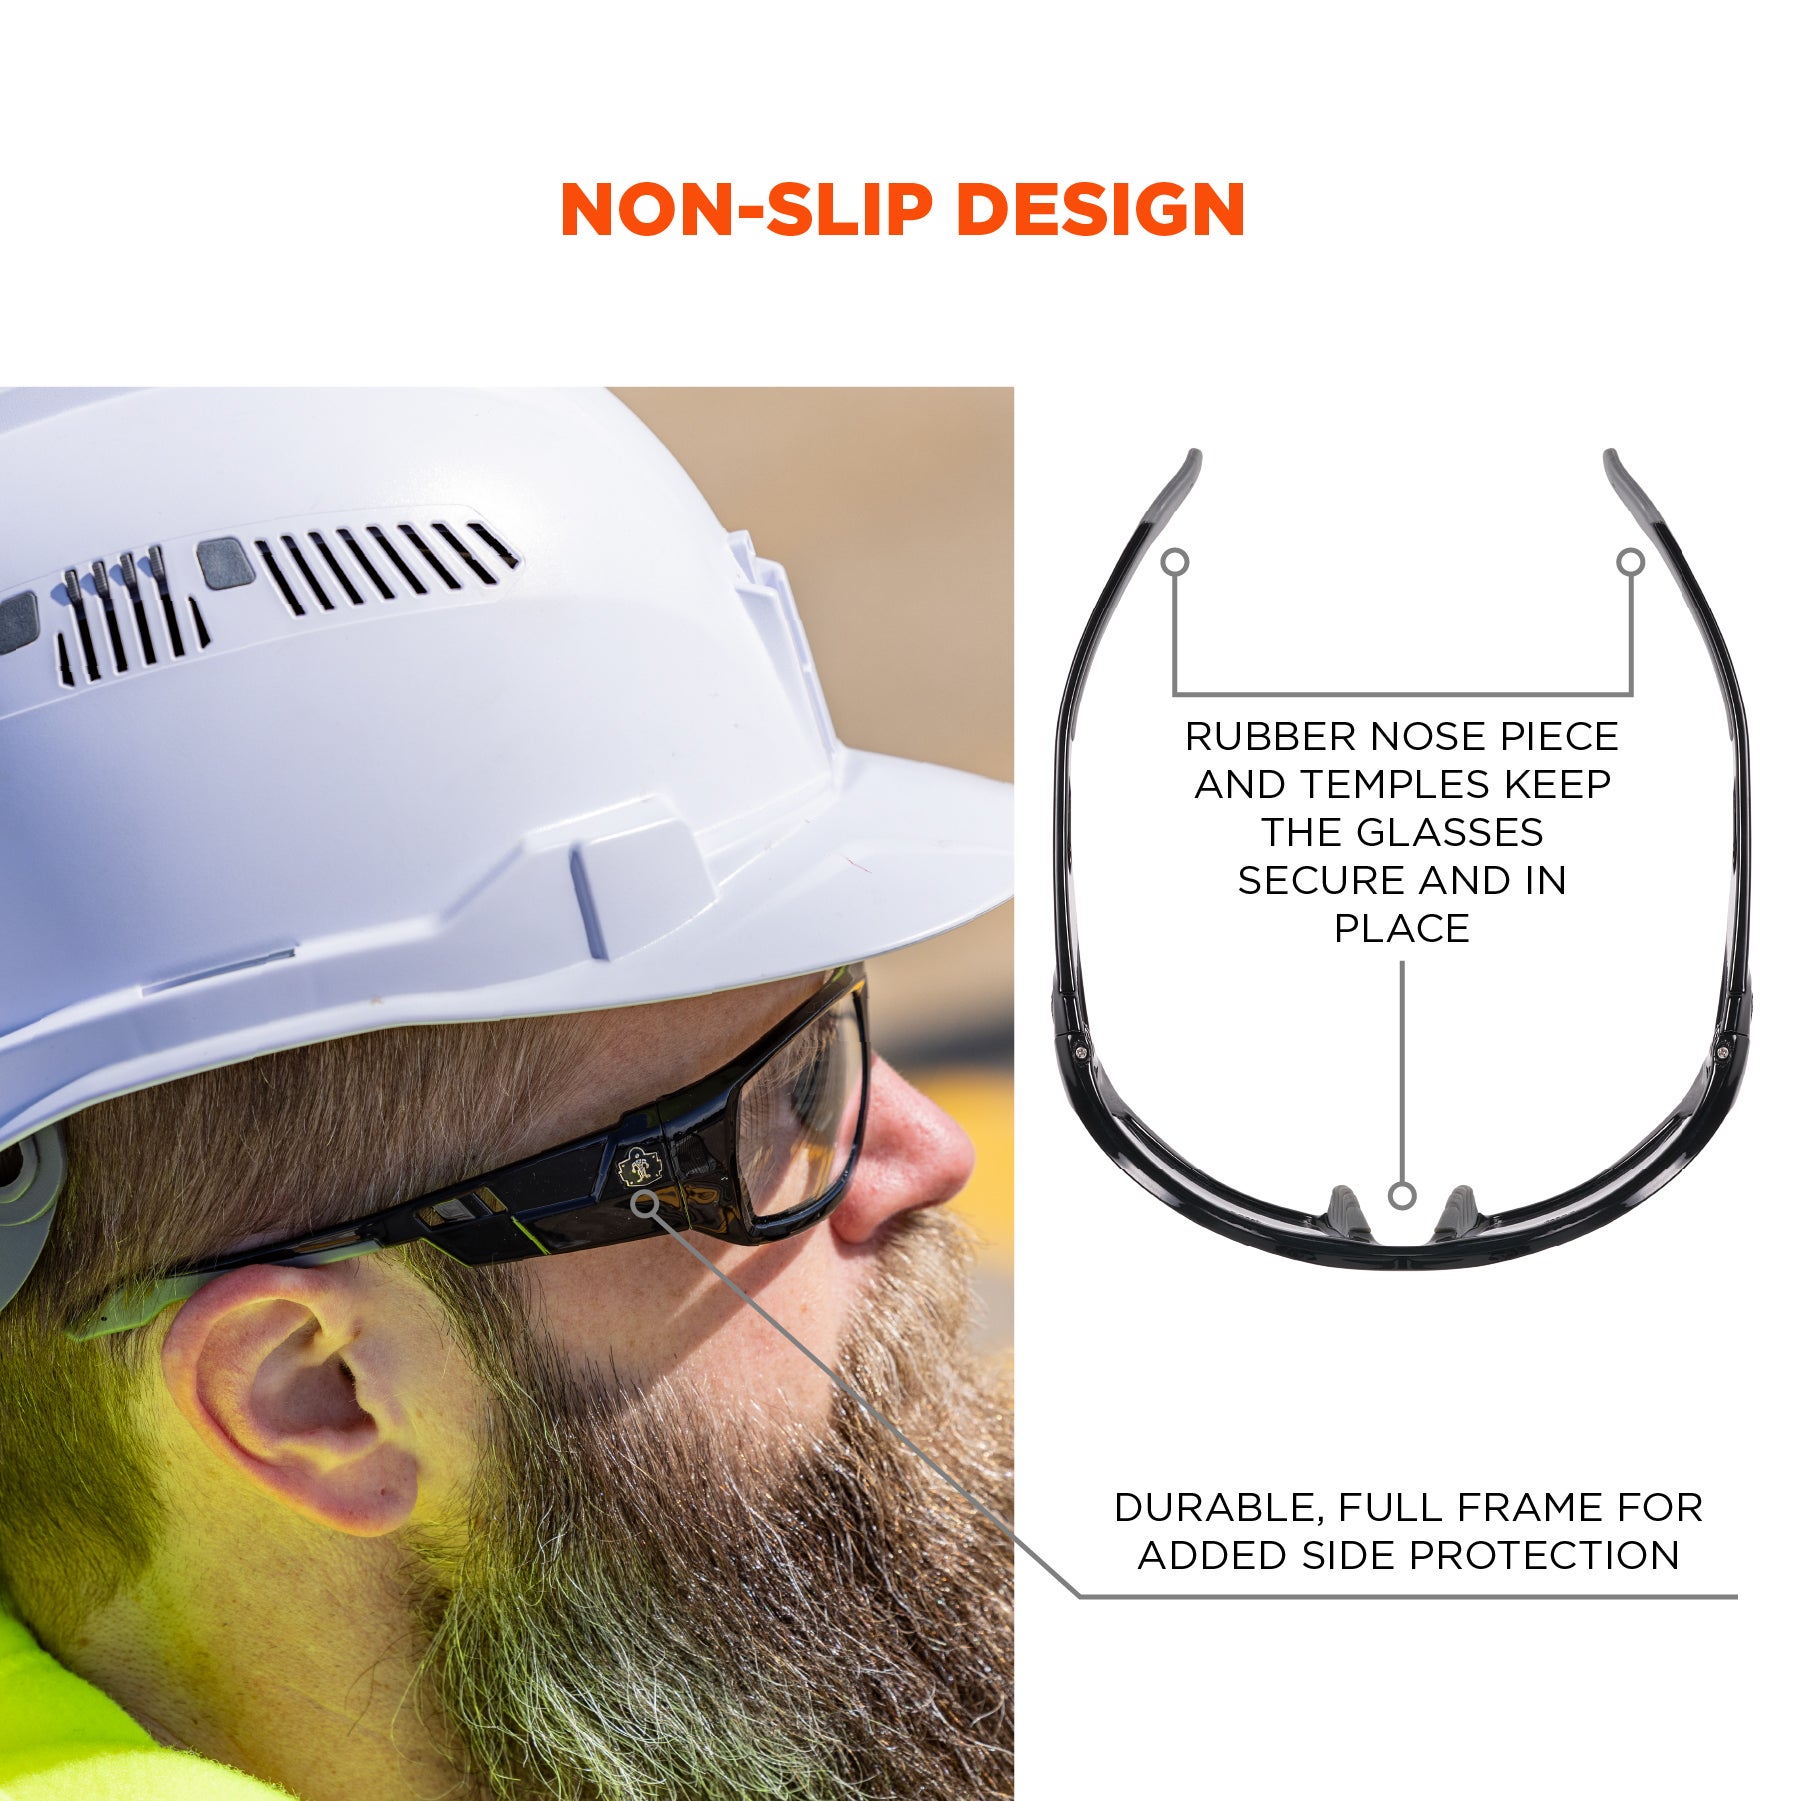 NON-SLIP DESIGN
RUBBER NOSE PIECE
AND TEMPLES KEEP
THE GLASSES
SECURE AND IN
PLACE
DURABLE, FULL FRAME FOR
ADDED SIDE PROTECTION